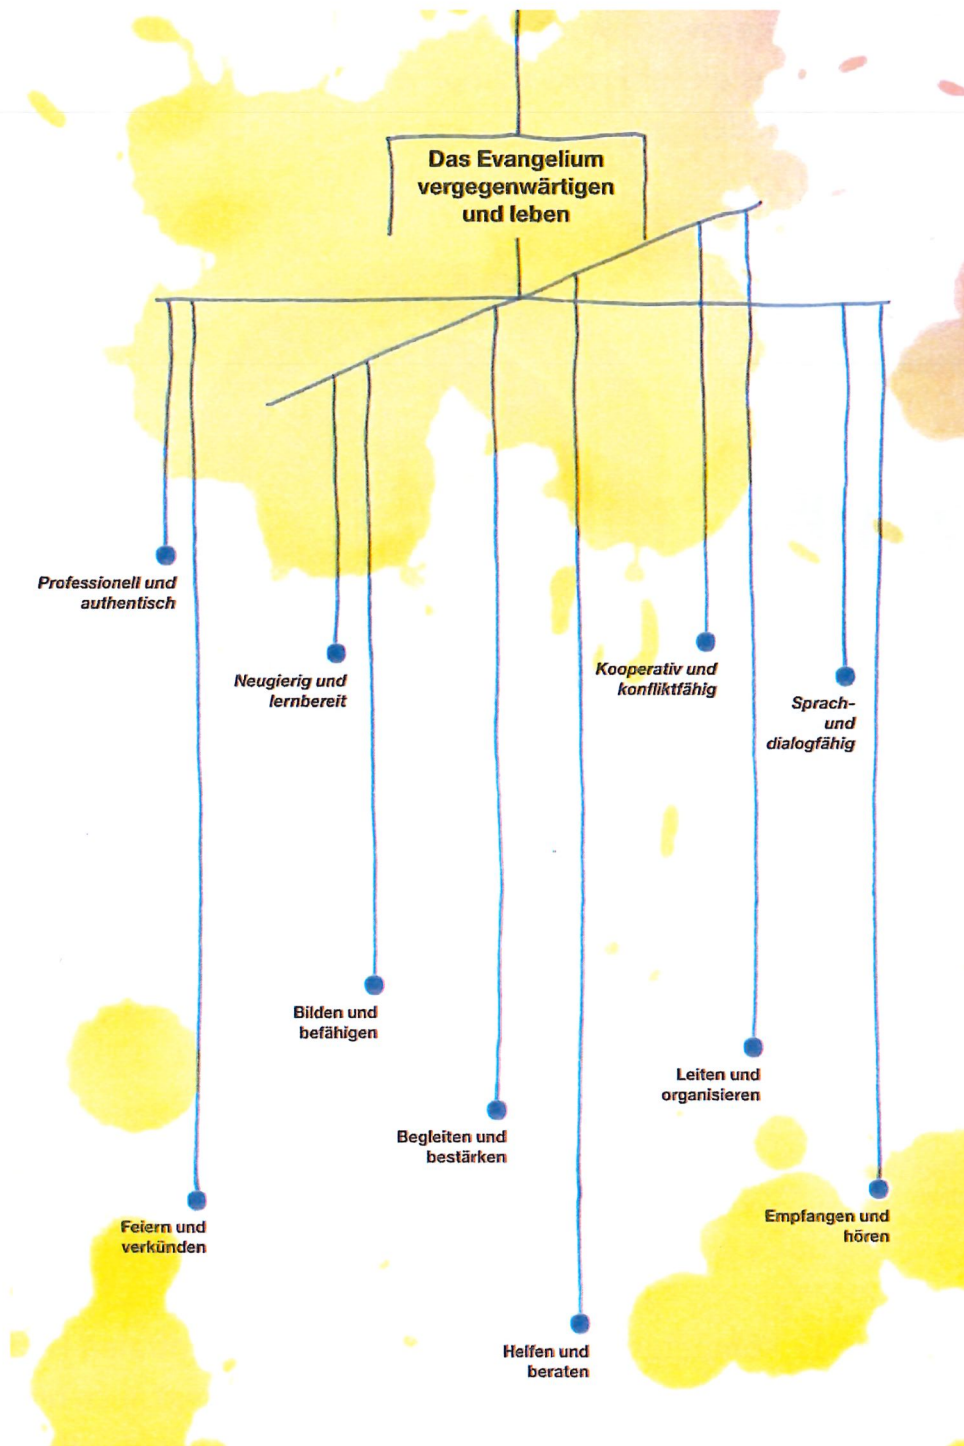 Das Evangelium
vergegenwärtigen
und leben
Professionell und
authentisch
Neugierig und
lernbereit
Kooperativ und
konfliktfähig
Sprach-
und
dialogfähig
Bilden und
befähigen
Leiten und
organisieren
Begleiten und
bestärken
Feiern und
verkünden
Empfangen und
hören
Helfen und
beraten